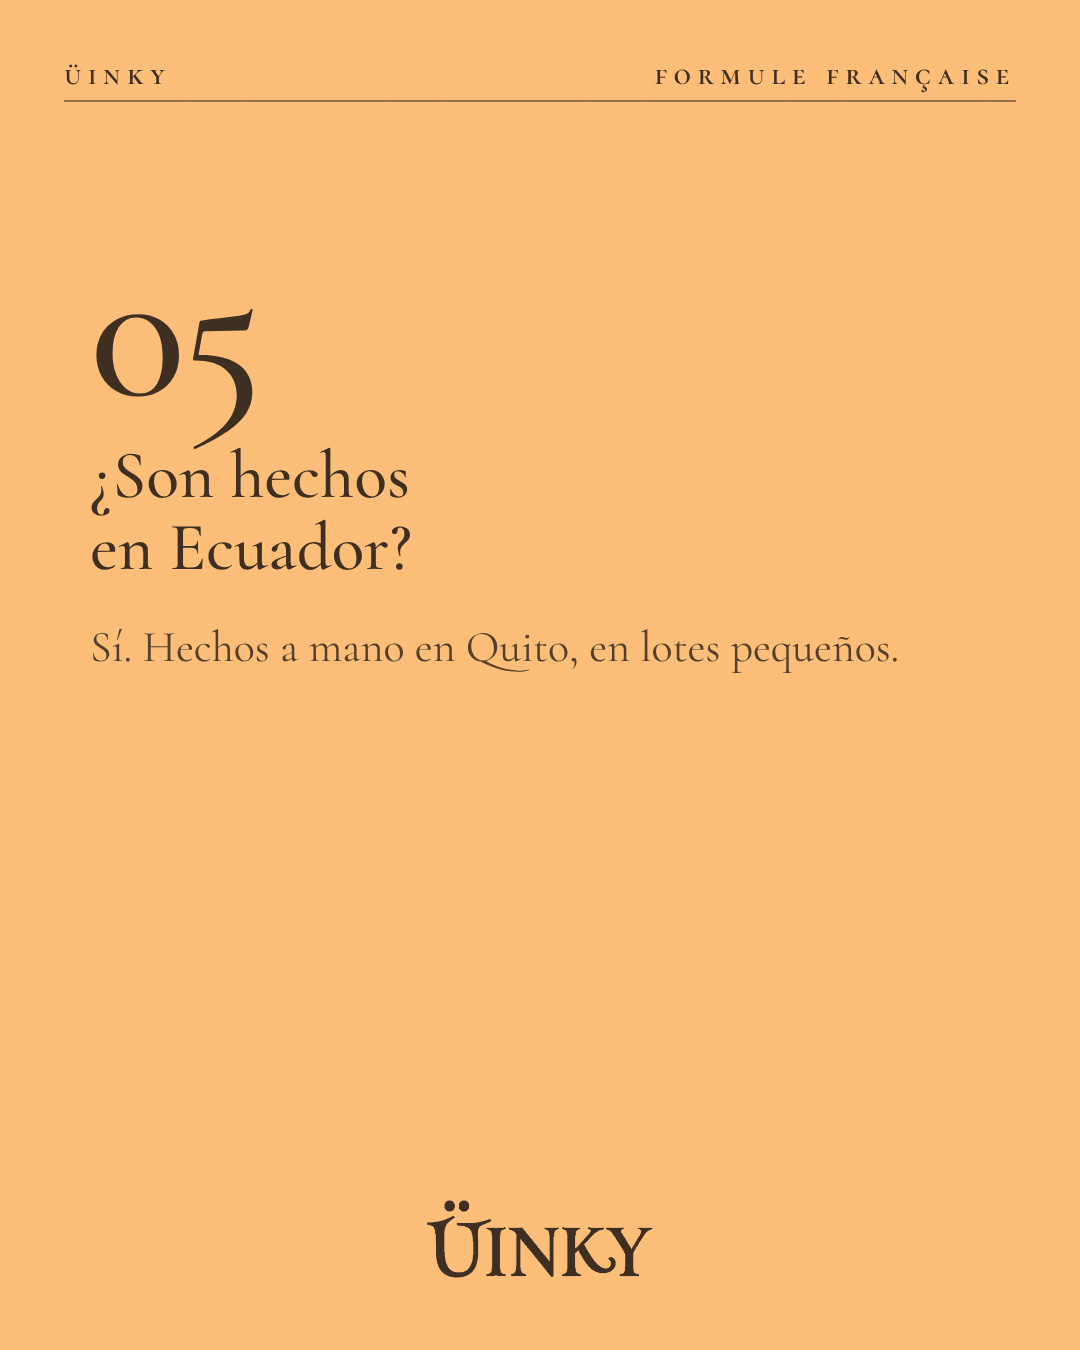 ÜINKY
FORMULE FRANÇAISE
05
¿Son hechos
en Ecuador?
Sí. Hechos a mano en Quito, en lotes pequeños.
ÜINKY